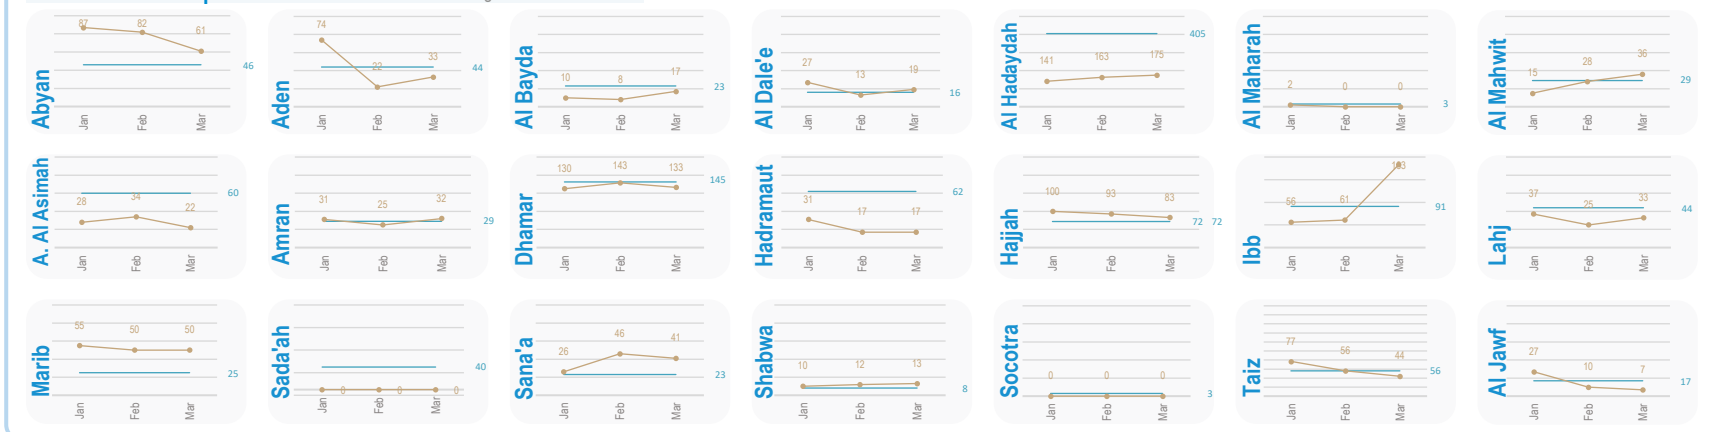 Abyan
87
82
61
46
Jan
Feb
Mar
Aden
74
22
33
44
Jan
Feb
Mar
Al Bayda
10
8
17
23
Jan
Feb
Mar
Al Dale'e
27
13
19
16
Jan
Feb
Mar
Al Hadaydah
141
163
175
405
Jan
Feb
Mar
Al Maharah
2
0
0
3
Jan
Feb
Mar
Al Mahwit
15
28
36
29
Jan
Feb
Mar
A. Al Asimah
28
34
22
60
Jan
Feb
Mar
Amran
31
25
32
29
Jan
Feb
Mar
Dhamar
130
143
133
145
Jan
Feb
Mar
Hadramaut
31
17
17
62
Jan
Feb
Mar
Hajjah
100
93
83
72 72
Jan
Feb
Mar
Ibb
56
61
91
Jan
Feb
Mar
Lahj
37
25
33
44
Jan
Feb
Mar
Marib
55
50
50
25
Jan
Feb
Mar
Sada'ah
0
0
0
40
Jan
Feb
Mar
Sana'a
26
46
41
23
Jan
Feb
Mar
Shabwa
10
12
13
8
Jan
Feb
Mar
Socotra
0
0
0
3
Jan
Feb
Mar
Taiz
77
56
44
56
Jan
Feb
Mar
Al Jawf
27
10
7
17
Jan
Feb
Mar